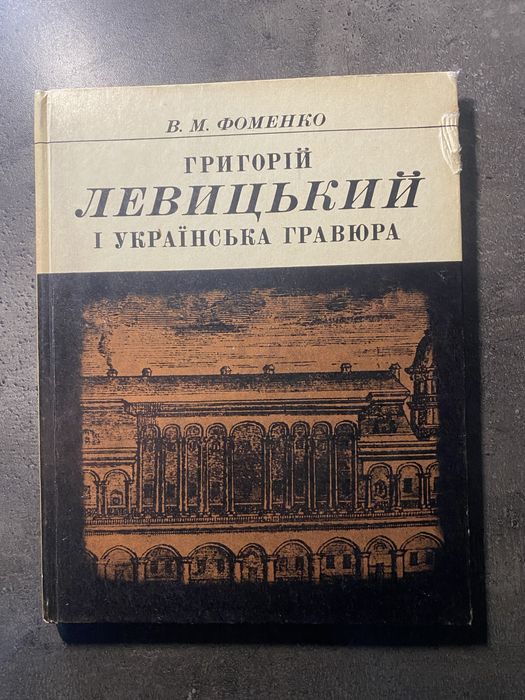 В. М. ФОМЕНКО
ГРИГОРІЙ
ЛЕВИЦЬКИЙ
І УКРАЇНСЬКА ГРАВЮРА